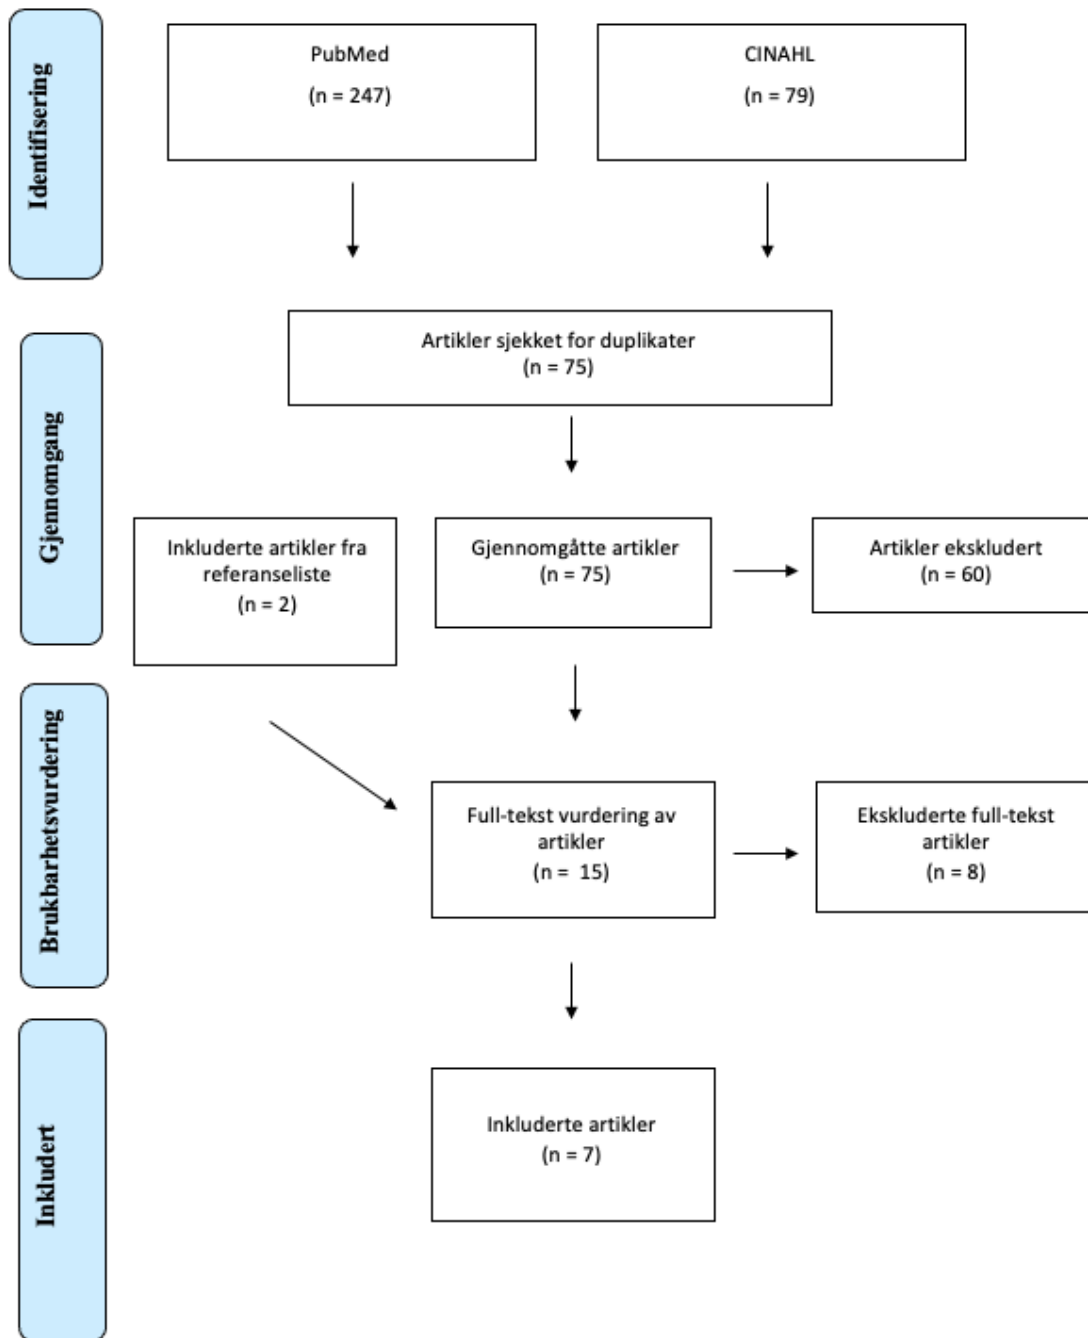 Identifisering
PubMed
(n = 247)
CINAHL
(n = 79)
Artikler sjekket for duplikater
(n = 75)
Gjennomgang
Inkluderte artikler fra
referanseliste
(n = 2)
Gjennomgåtte artikler
(n = 75)
Artikler ekskludert
(n = 60)
Brukbarhetsvurdering
Full-tekst vurdering av
artikler
(n = 15)
Ekskluderte full-tekst
artikler
(n = 8)
Inkludert
Inkluderte artikler
(n = 7)